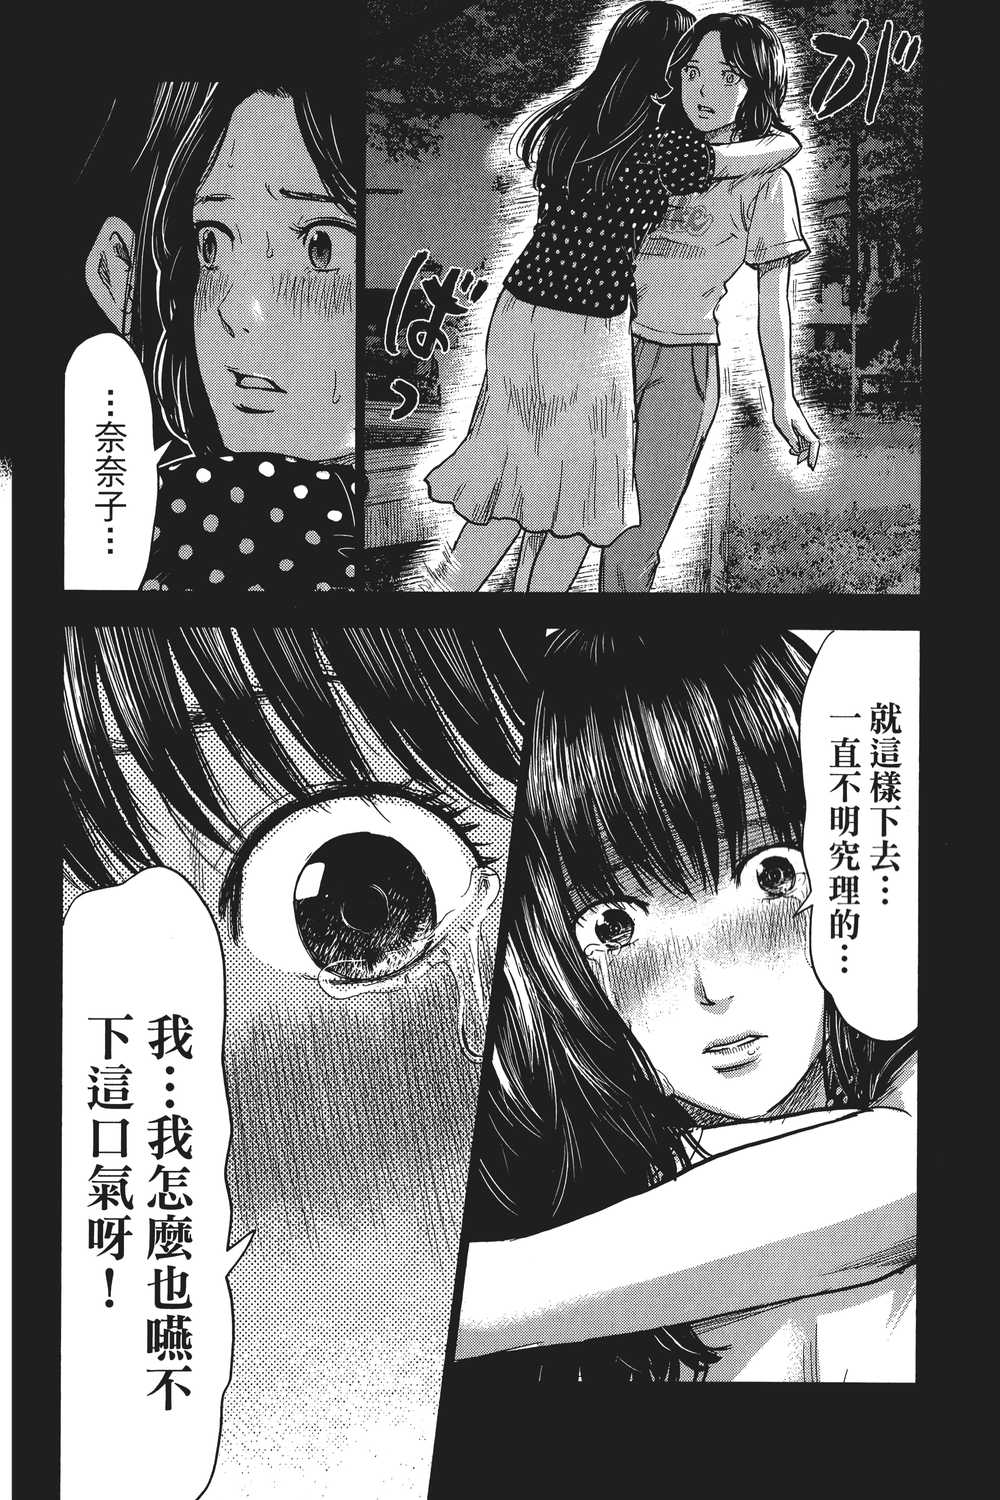 がばっ
…奈奈子…
就這樣下去…
一直不明究理的…
我…我怎麼也嚥不
下這口氣呀！